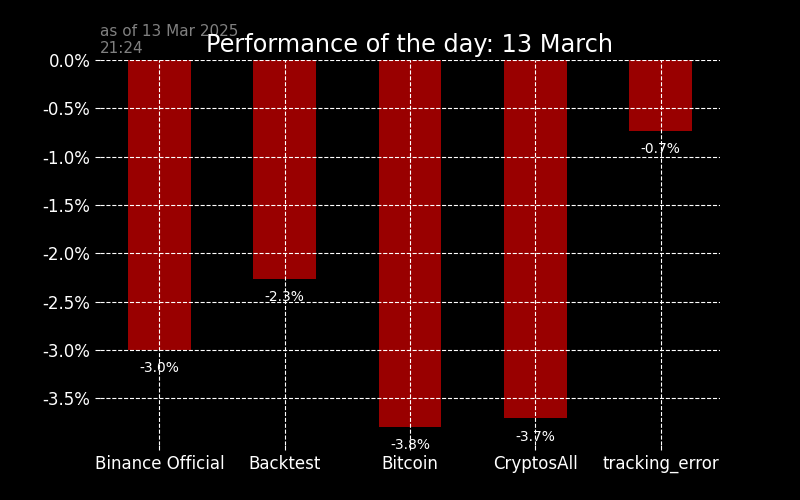 as of 13 Mar 2025
21:24
Performance of the day: 13 March
0.0%
-0.5%
-1.0%
-1.5%
-2.0%
-2.5%
-3.0%
-3.5%
-3.0%
-2.3%
-3.8%
-3.7%
-0.7%
Binance Official
Backtest
Bitcoin
CryptosAll
tracking_error